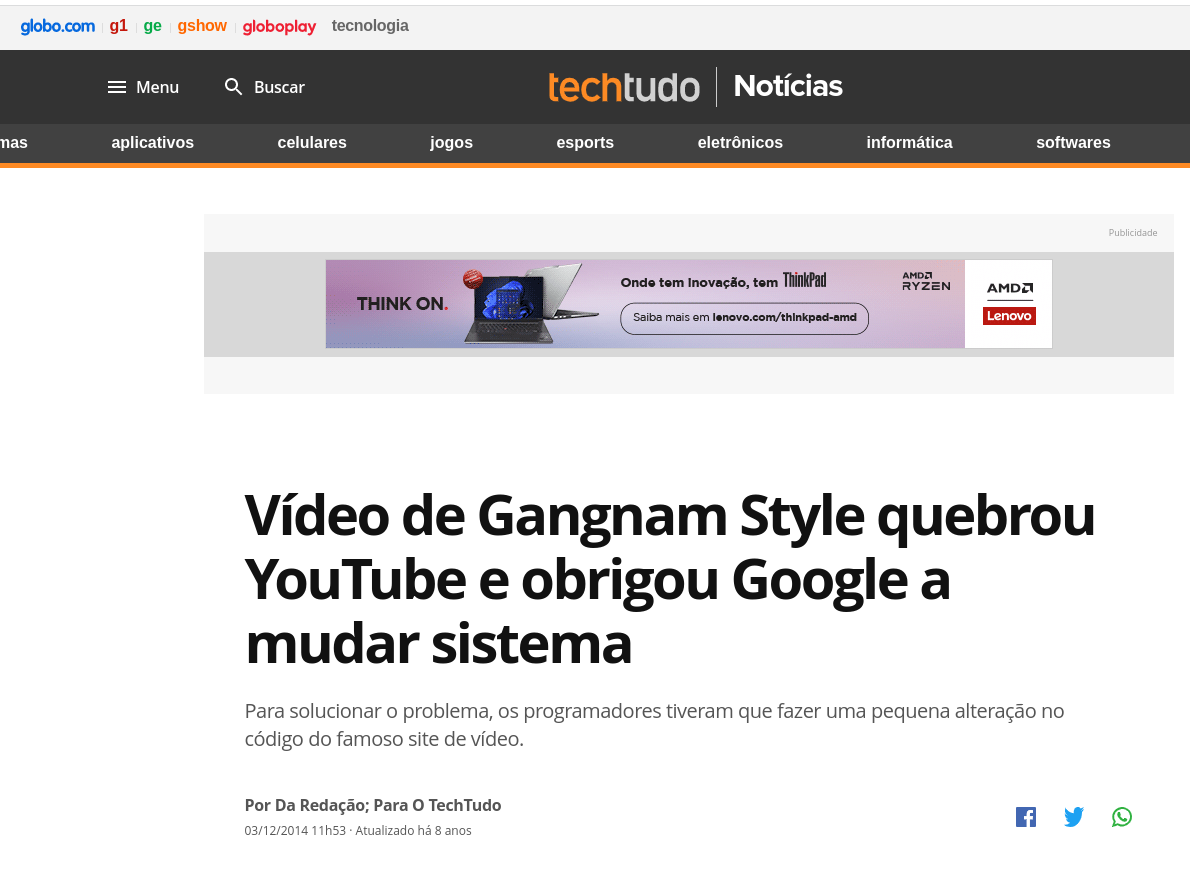 globo.com g1 ge gshow globoplay tecnologia
Menu Buscar techtudo Notícias
mas aplicativos celulares jogos esports eletrônicos informática softwares
Publicidade
THINK ON.
Onde tem inovação, tem ThinkPad
Saiba mais em lenovo.com/thinkpad-amd
AMD
RYZEN
AMD
Lenovo
Vídeo de Gangnam Style quebrou
YouTube e obrigou Google a
mudar sistema
Para solucionar o problema, os programadores tiveram que fazer uma pequena alteração no
código do famoso site de vídeo.
Por Da Redação; Para O TechTudo
03/12/2014 11h53 · Atualizado há 8 anos